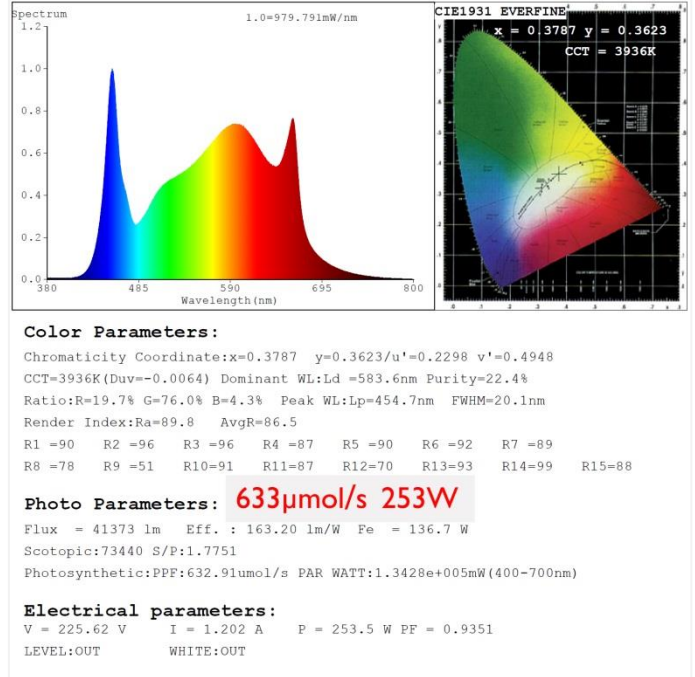 Spectrum
1.0=979.791mW/nm
1.2
1.0
0.8
0.6
0.4
0.2
0.0
380 485 590 695 800
Wavelength(nm)
CIE1931 EVERFINE
x = 0.3787 y = 0.3623
CCT = 3936K
Color Parameters:
Chromaticity Coordinate:x=0.3787 y=0.3623/u'=0.2298 v'=0.4948
CCT=3936K(Duv=-0.0064) Dominant WL:Ld =583.6nm Purity=22.4%
Ratio:R=19.7% G=76.0% B=4.3% Peak WL:Lp=454.7nm FWHM=20.1nm
Render Index:Ra=89.8 AvgR=86.5
R1 =90 R2 =96 R3 =96 R4 =87 R5 =90 R6 =92 R7 =89
R8 =78 R9 =51 R10=91 R11=87 R12=70 R13=93 R14=99 R15=88
Photo Parameters: 633µmol/s 253W
Flux = 41373 lm Eff. : 163.20 lm/W Fe = 136.7 W
Scotopic:73440 S/P:1.7751
Photosynthetic:PPF:632.91umol/s PAR WATT:1.3428e+005mW(400-700nm)
Electrical parameters:
V = 225.62 V I = 1.202 A P = 253.5 W PF = 0.9351
LEVEL:OUT WHITE:OUT